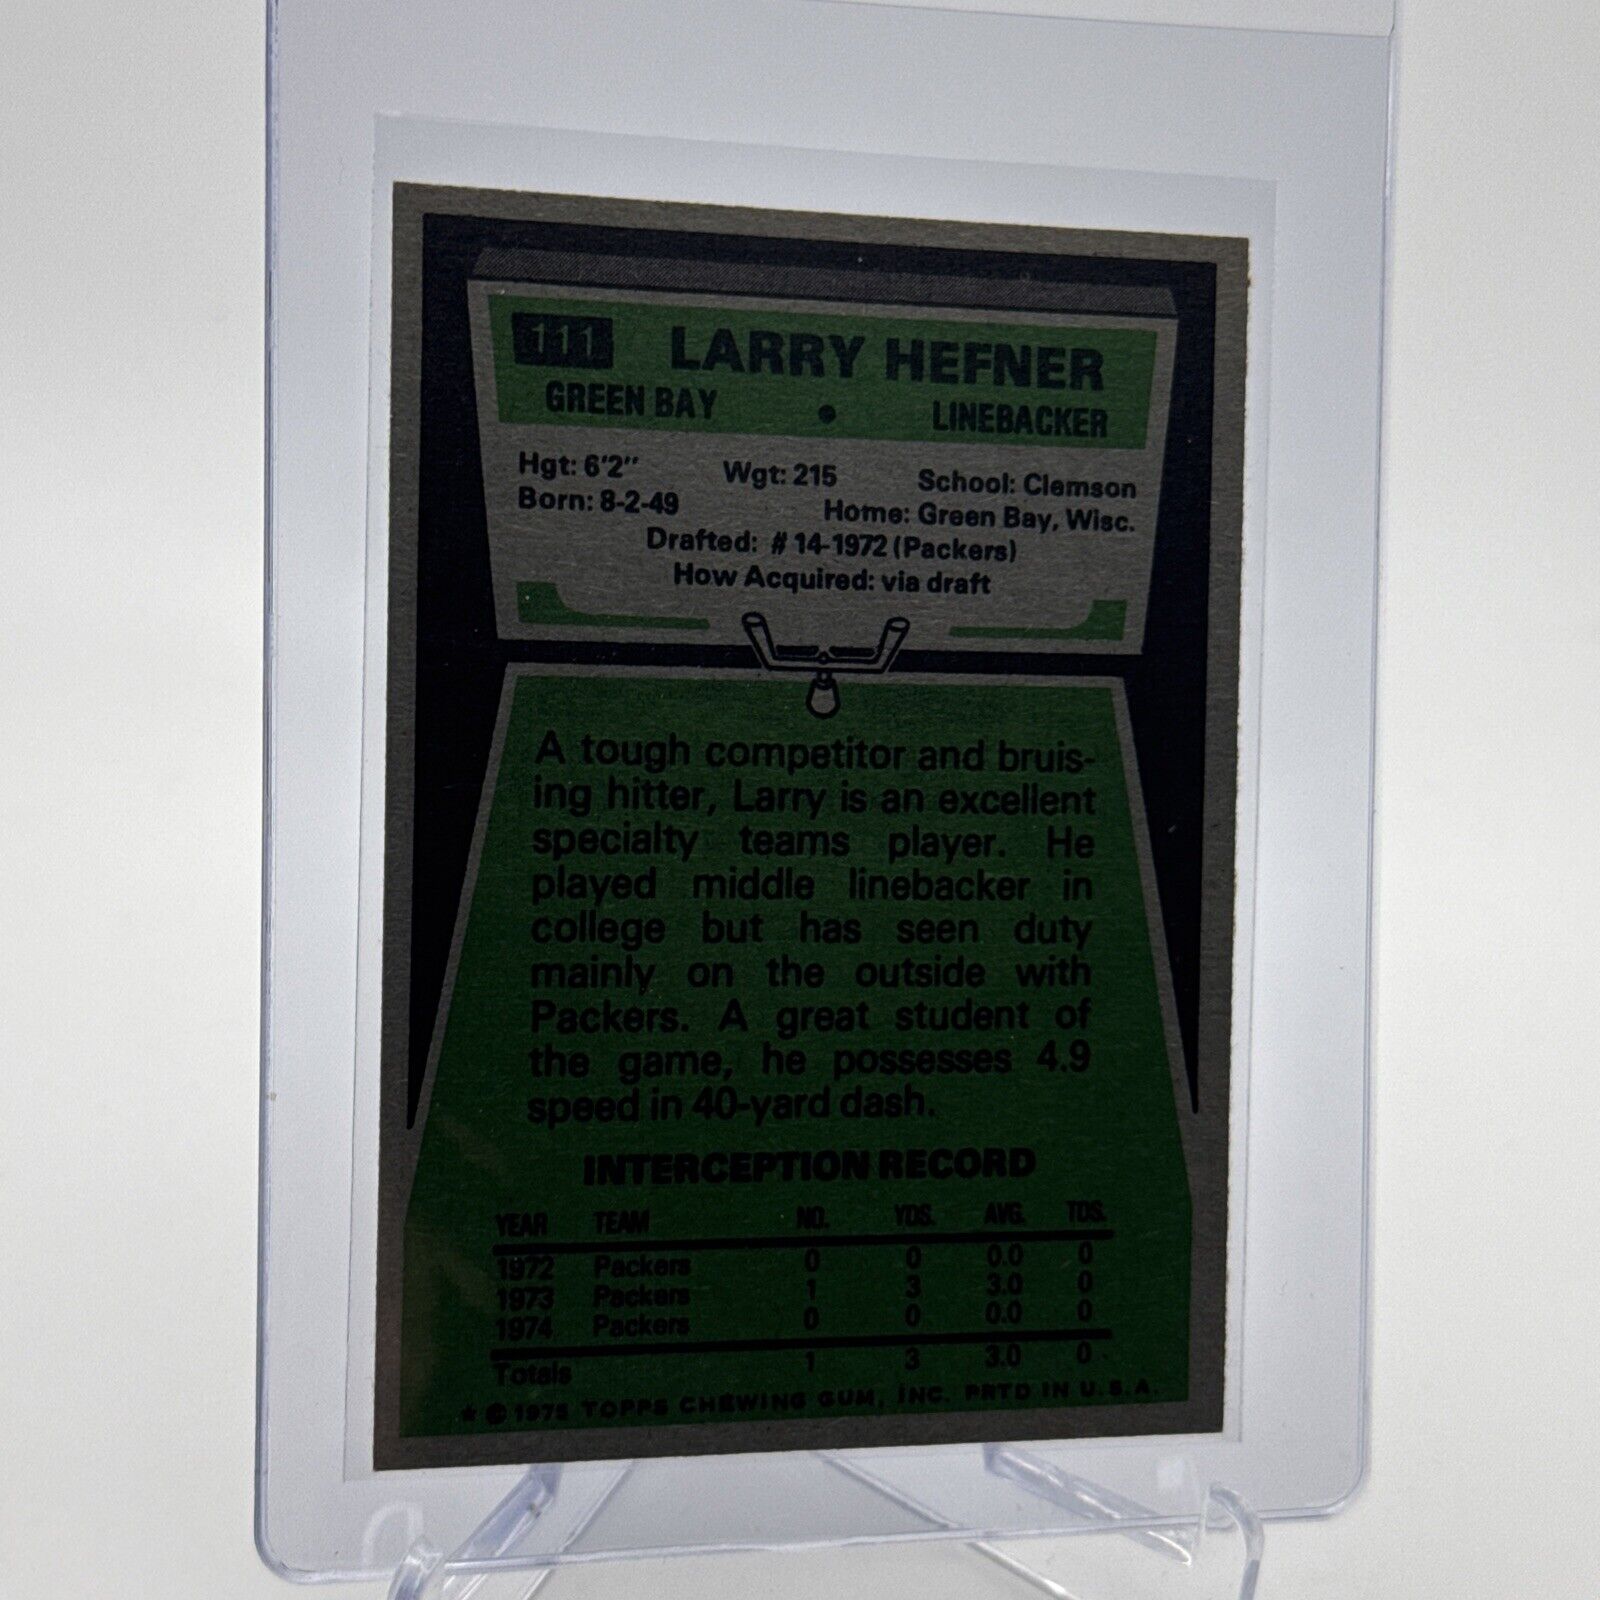 111 LARRY HEFNER
GREEN BAY • LINEBACKER
Hgt: 6'2" Wgt: 215 School: Clemson
Born: 8-2-49 Home: Green Bay, Wisc.
Drafted: #14-1972 (Packers)
How Acquired: via draft
A tough competitor and bruis-
ing hitter, Larry is an excellent
specialty teams player. He
played middle linebacker in
college but has seen duty
mainly on the outside with
Packers. A great student of
the game, he possesses 4.9
speed in 40-yard dash.
INTERCEPTION RECORD
YEAR TEAM NO. YDS. AVG. TDS.
1972 Packers 0 0 0.0 0
1973 Packers 1 3 3.0 0
1974 Packers 0 0 0.0 0
Totals 1 3 3.0 0
★ © 1975 TOPPS CHEWING GUM, INC. PRTD IN U.S.A.